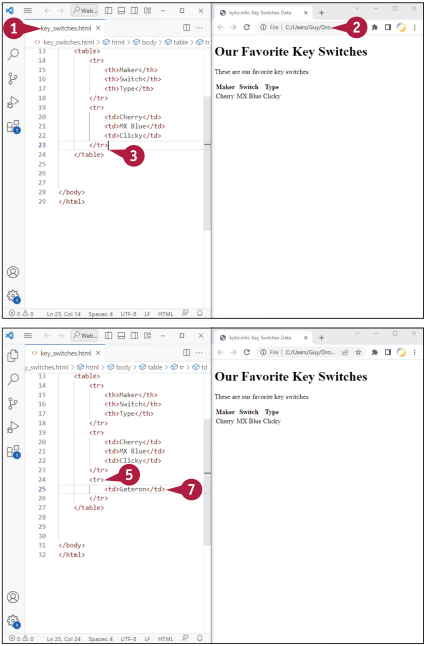 Web...
1
key_switches.html
key_switches.html > html > body > table > tr
13 <table>
14 <tr>
15 <th>Maker</th>
16 <th>Switch</th>
17 <th>Type</th>
18 </tr>
19 <tr>
20 <td>Cherry</td>
21 <td>MX Blue</td>
22 <td>Clicky</td>
23 </tr>
3
24 </table>
25
26
27
28 </body>
29 </html>
0 0 Ln 23, Col 14 Spaces: 4 UTF-8 LF HTML
kybs.info Key Switches Data
File C:/Users/Guy/Dro...
2
Our Favorite Key Switches
These are our favorite key switches:
Maker Switch Type
Cherry MX Blue Clicky
Web...
key_switches.html
y_switches.html > html > body > table > tr > td
13 <table>
14 <tr>
15 <th>Maker</th>
16 <th>Switch</th>
17 <th>Type</th>
18 </tr>
19 <tr>
20 <td>Cherry</td>
21 <td>MX Blue</td>
22 <td>Clicky</td>
23 </tr>
24 <tr>
5
25 <td>Gateron</td>
7
26 </tr>
27 </table>
28
29
30
31 </body>
32 </html>
0 0 Ln 25, Col 24 Spaces: 4 UTF-8 LF HTML
kybs.info Key Switches Data
File C:/Users/Guy/Dro...
Our Favorite Key Switches
These are our favorite key switches:
Maker Switch Type
Cherry MX Blue Clicky